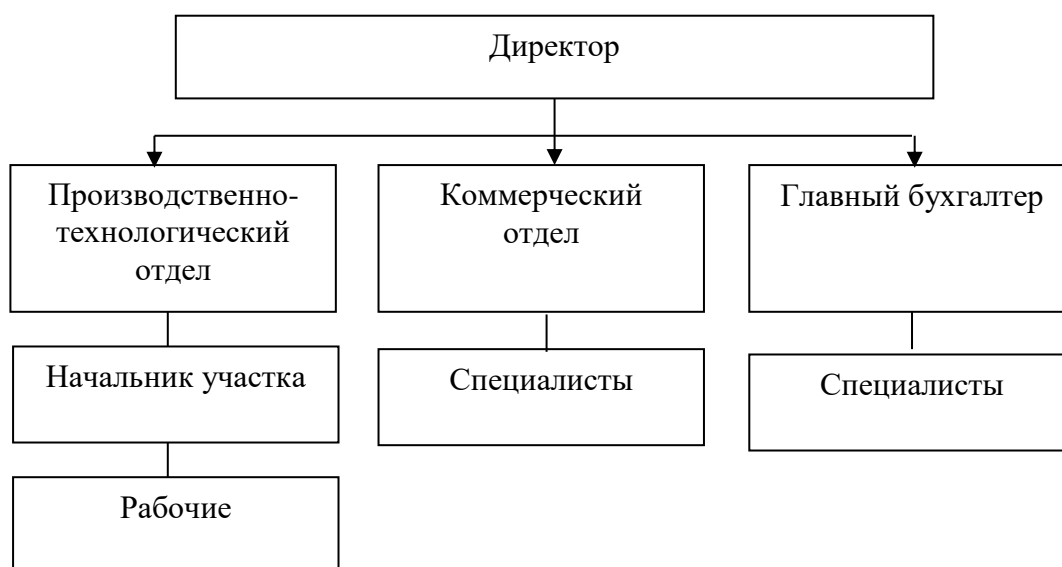 Директор
Производственно-
технологический
отдел
Коммерческий
отдел
Главный бухгалтер
Начальник участка
Специалисты
Специалисты
Рабочие